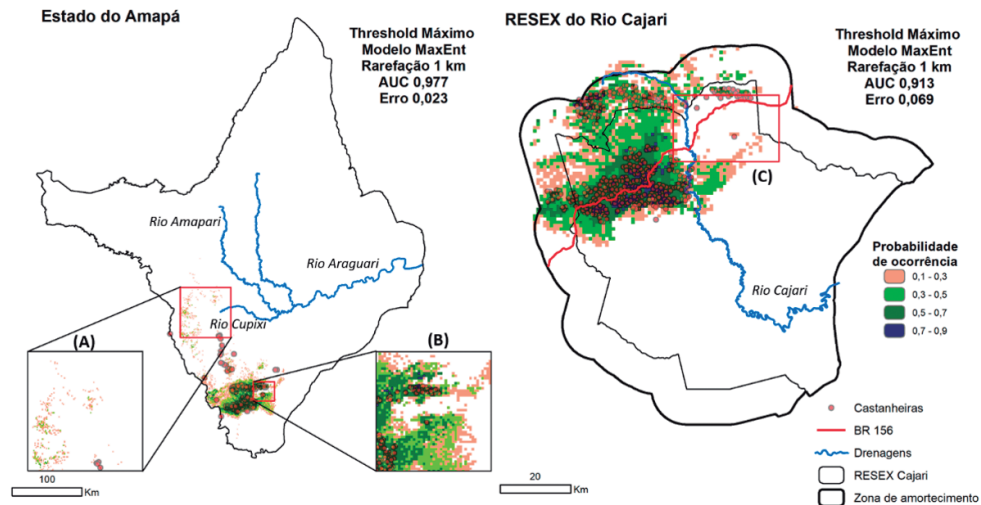 Estado do Amapá
Threshold Máximo
Modelo MaxEnt
Rarefação 1 km
AUC 0,977
Erro 0,023
Rio Amapari
Rio Araguari
Rio Cupixi
(A)
(B)
100
Km
RESEX do Rio Cajari
Threshold Máximo
Modelo MaxEnt
Rarefação 1 km
AUC 0,913
Erro 0,069
(C)
Rio Cajari
Probabilidade
de ocorrência
0,1 - 0,3
0,3 - 0,5
0,5 - 0,7
0,7 - 0,9
Castanheiras
BR 156
Drenagens
RESEX Cajari
Zona de amortecimento
20
Km